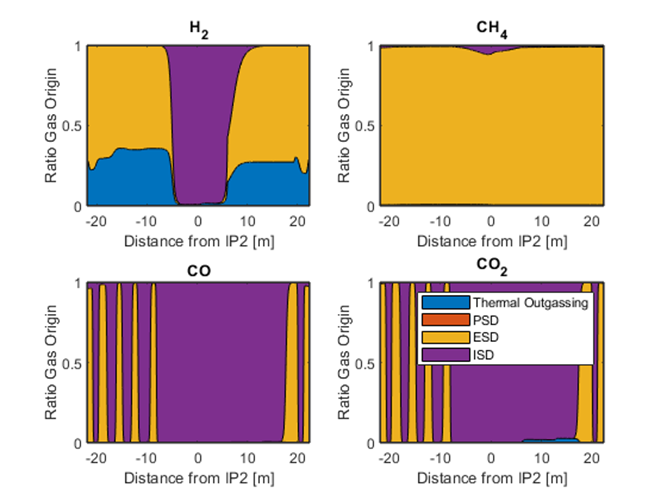 H2
1
0.5
0
Ratio Gas Origin
-20 -10 0 10 20
Distance from IP2 [m]
CH4
1
0.5
0
Ratio Gas Origin
-20 -10 0 10 20
Distance from IP2 [m]
CO
1
0.5
0
Ratio Gas Origin
-20 -10 0 10 20
Distance from IP2 [m]
CO2
1
0.5
0
Ratio Gas Origin
Thermal Outgassing
PSD
ESD
ISD
-20 -10 0 10 20
Distance from IP2 [m]